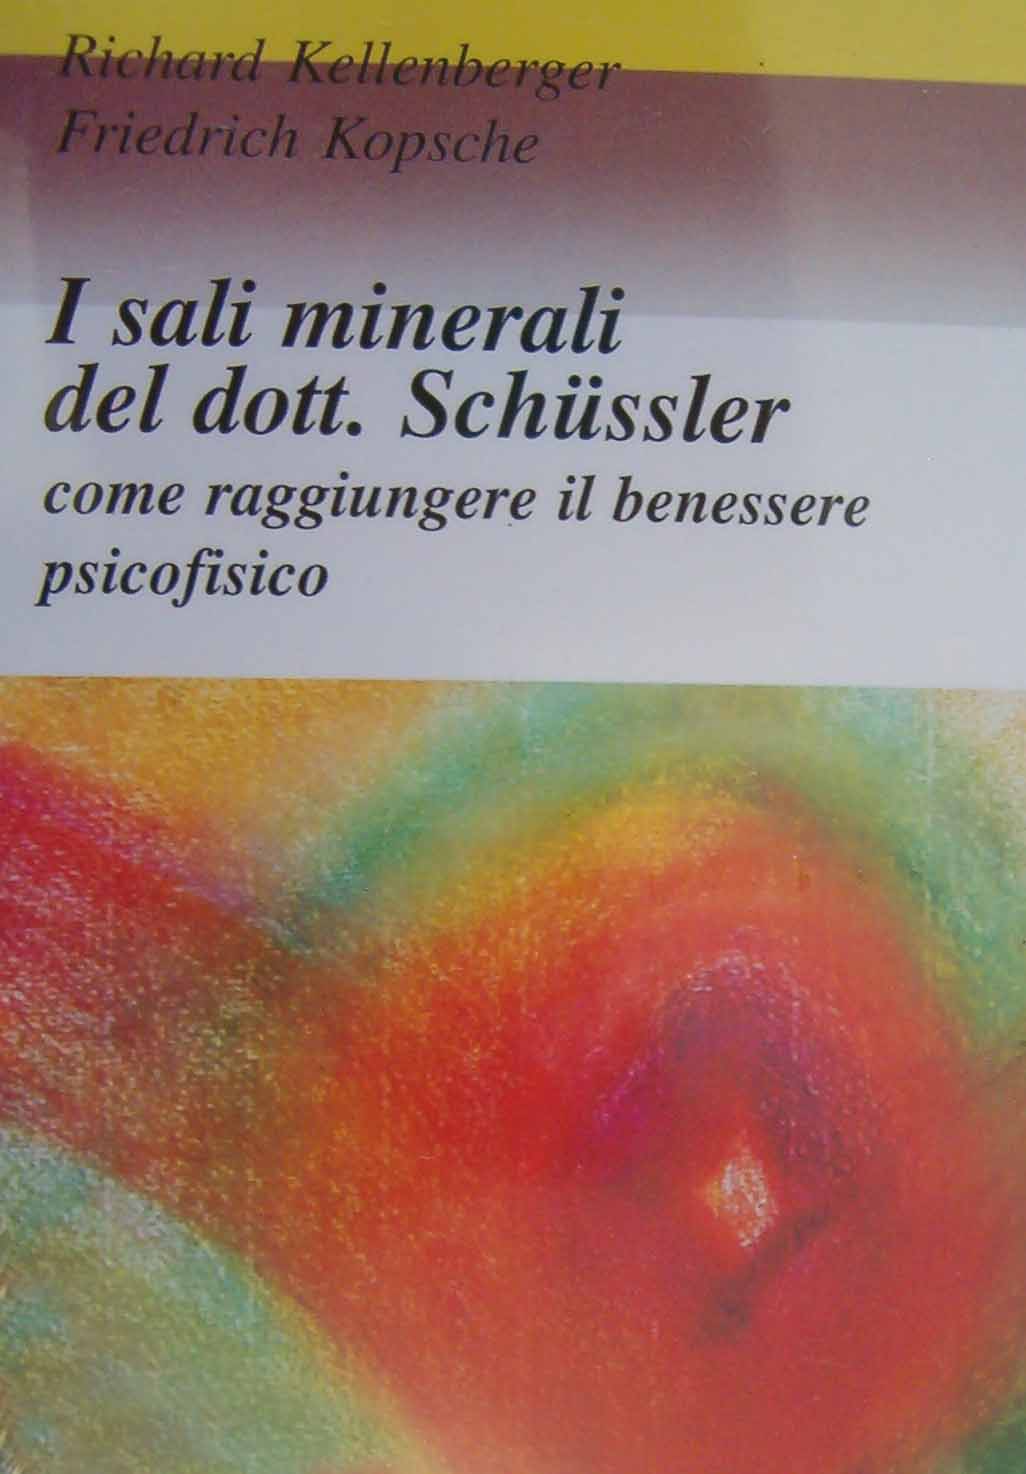 Richard Kellenberger
Friedrich Kopsche
I sali minerali
del dott. Schüssler
come raggiungere il benessere
psicofisico